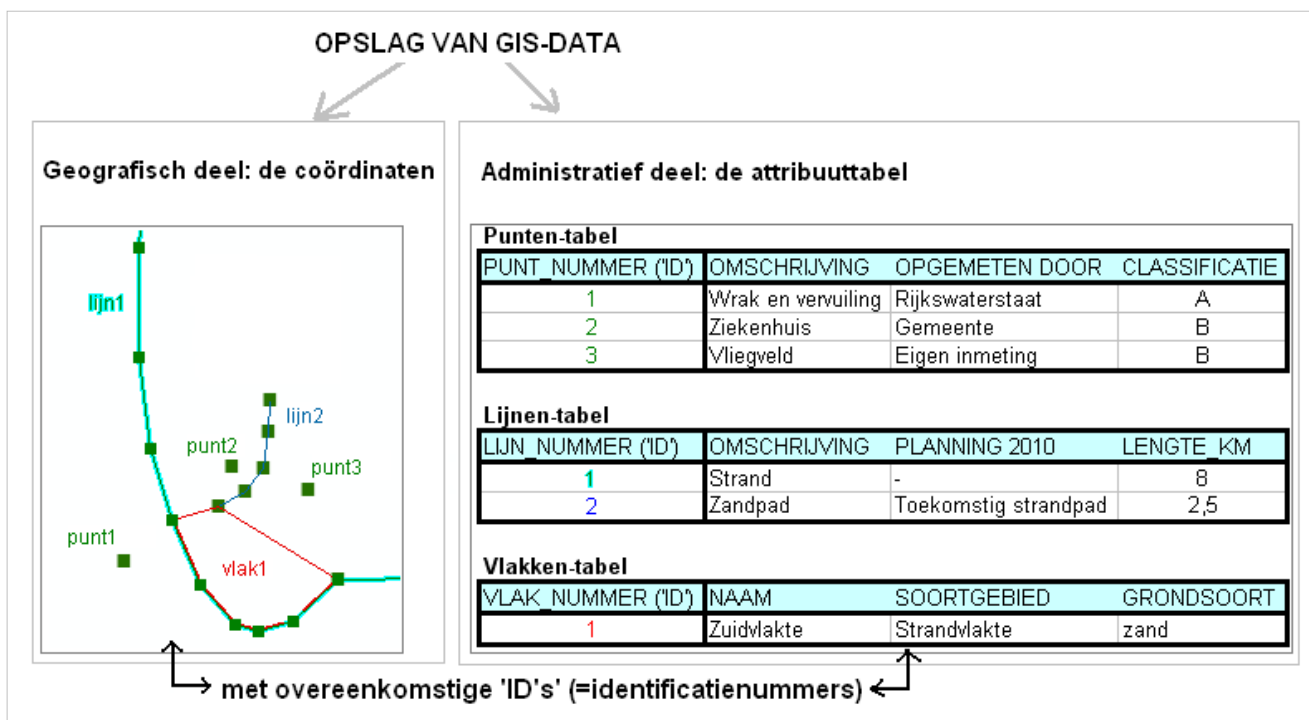 OPSLAG VAN GIS-DATA
Geografisch deel: de coördinaten
lijn1
lijn2
punt2
punt3
punt1
vlak1
Administratief deel: de attribuuttabel
Punten-tabel
PUNT_NUMMER ('ID') OMSCHRIJVING OPGEMETEN DOOR CLASSIFICATIE
1 Wrak en vervuiling Rijkswaterstaat A
2 Ziekenhuis Gemeente B
3 Vliegveld Eigen inmeting B
Lijnen-tabel
LIJN_NUMMER ('ID') OMSCHRIJVING PLANNING 2010 LENGTE_KM
1 Strand - 8
2 Zandpad Toekomstig strandpad 2,5
Vlakken-tabel
VLAK_NUMMER ('ID') NAAM SOORTGEBIED GRONDSOORT
1 Zuidvlakte Strandvlakte zand
met overeenkomstige 'ID's' (=identificatienummers)